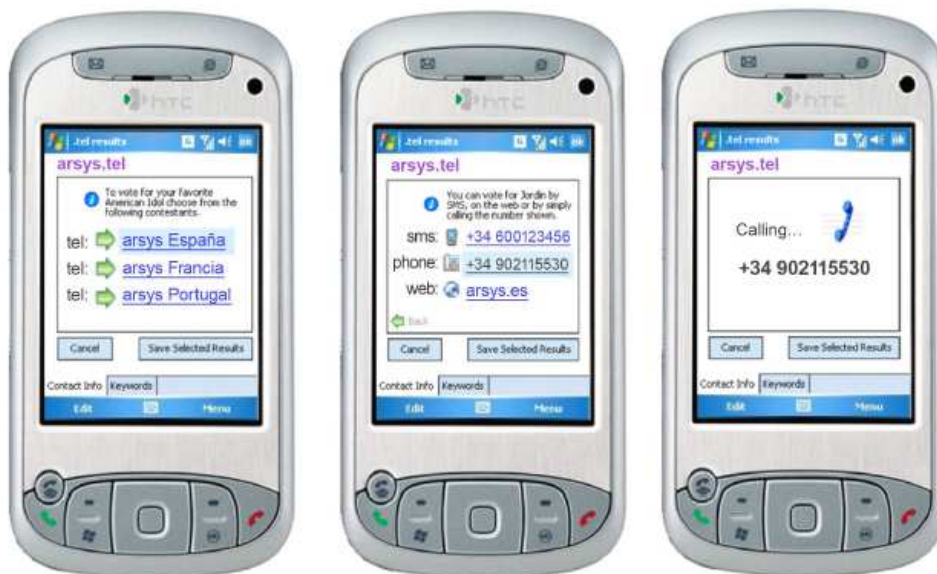 htc
.tel results
ok
arsys.tel
To vote for your favorite
American Idol choose from the
following contestants.
tel: arsys España
tel: arsys Francia
tel: arsys Portugal
Cancel
Save Selected Results
Contact Info
Keywords
Edit
Menu
htc
.tel results
ok
arsys.tel
You can vote for Jordin by
SMS, on the web or by simply
calling the number shown.
sms: +34 600123456
phone: +34 902115530
web: arsys.es
back
Cancel
Save Selected Results
Contact Info
Keywords
Edit
Menu
htc
.tel results
ok
arsys.tel
Calling...
+34 902115530
Cancel
Save Selected Results
Contact Info
Keywords
Edit
Menu